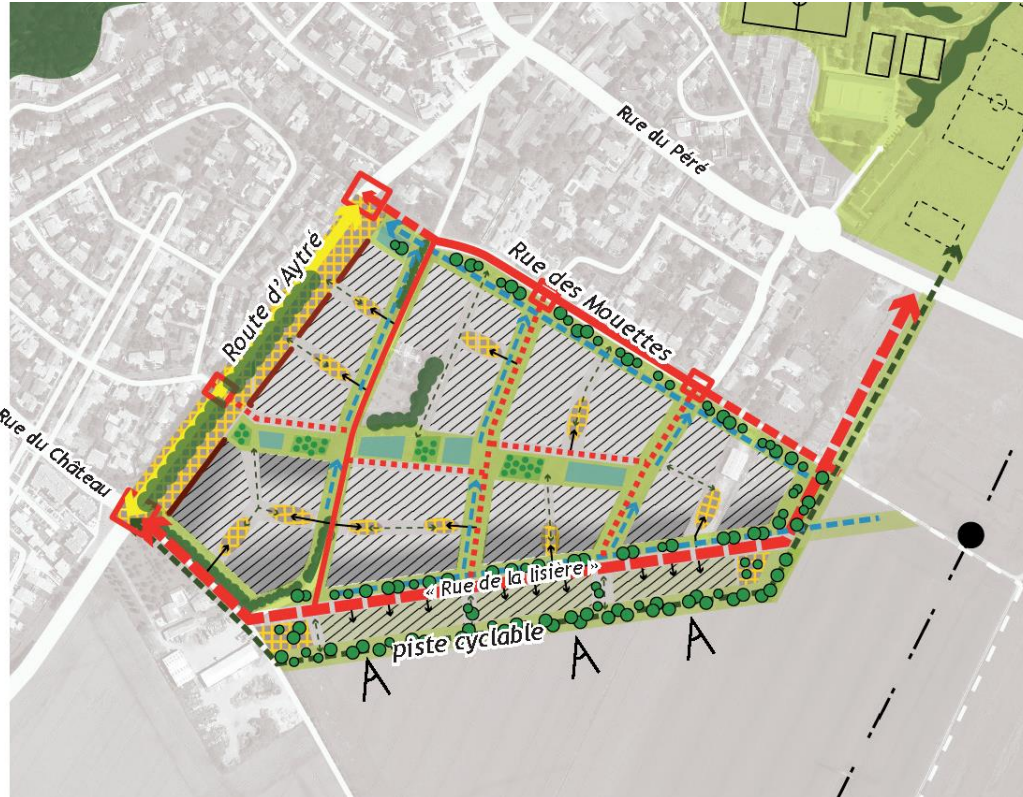 Rue du Péré
Route d'Aytré
Rue des Mouettes
Rue du Château
« Rue de la lisière »
piste cyclable